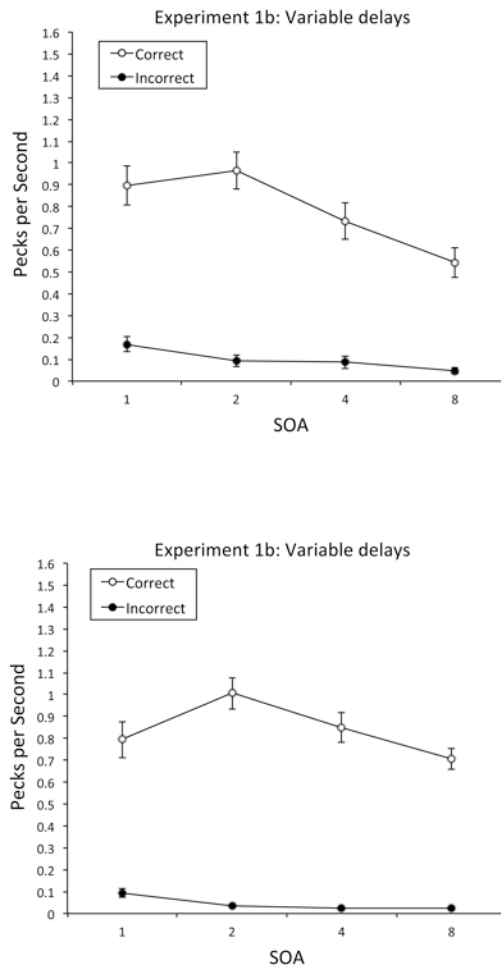 Experiment 1b: Variable delays
1.6
1.5
1.4
1.3
1.2
1.1
1
0.9
0.8
0.7
0.6
0.5
0.4
0.3
0.2
0.1
0
Correct
Incorrect
Pecks per Second
1 2 4 8
SOA
Experiment 1b: Variable delays
1.6
1.5
1.4
1.3
1.2
1.1
1
0.9
0.8
0.7
0.6
0.5
0.4
0.3
0.2
0.1
0
Correct
Incorrect
Pecks per Second
1 2 4 8
SOA